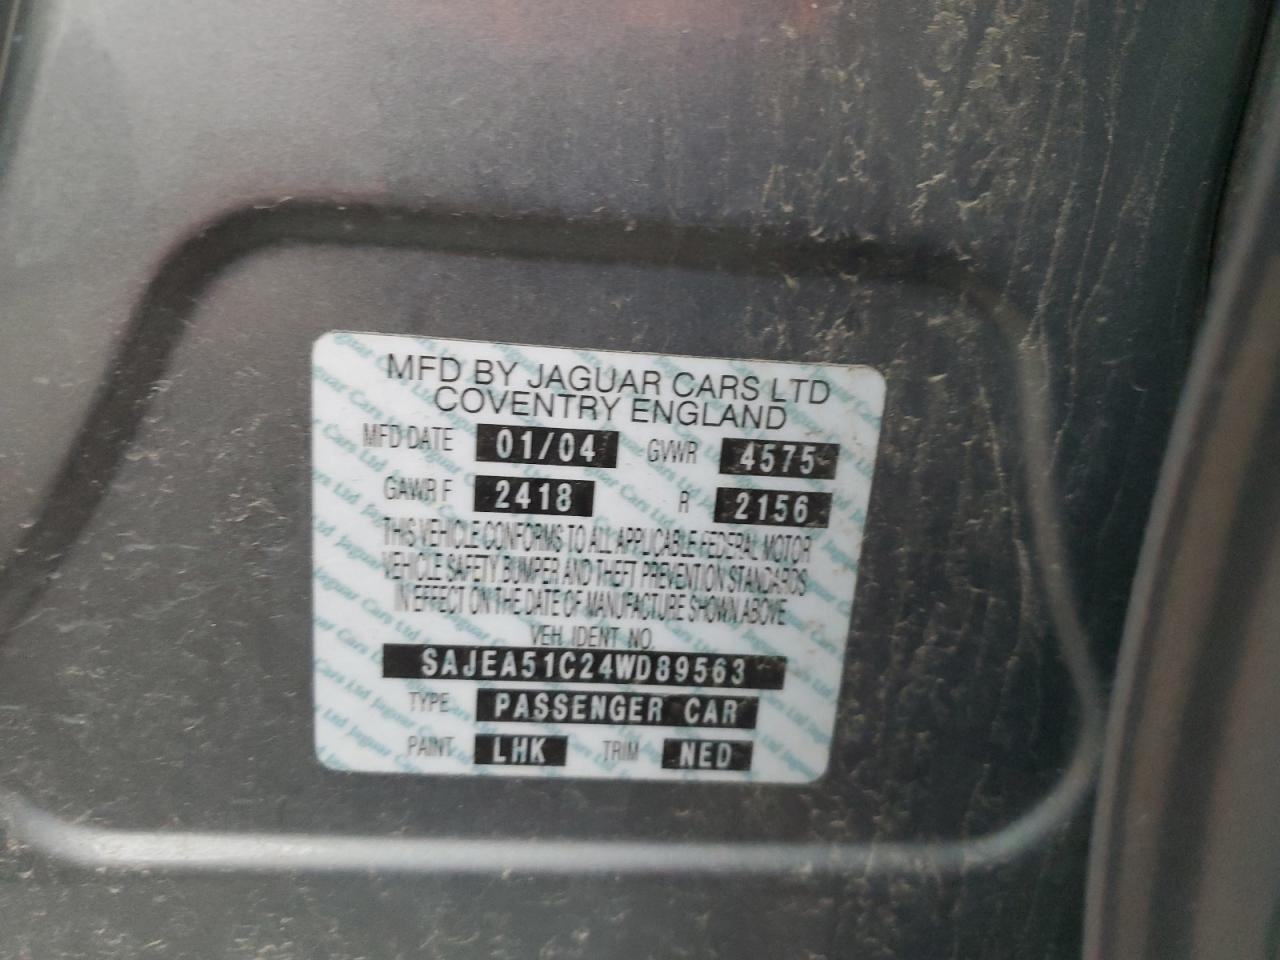 MFD BY JAGUAR CARS LTD
COVENTRY ENGLAND
MFD DATE 01/04 GVWR 4575
GAWR F 2418 R 2156
THIS VEHICLE CONFORMS TO ALL APPLICABLE FEDERAL MOTOR
VEHICLE SAFETY, BUMPER AND THEFT PREVENTION STANDARDS
IN EFFECT ON THE DATE OF MANUFACTURE SHOWN ABOVE
VEH. IDENT NO.
SAJEA51C24WD89563
TYPE PASSENGER CAR
PAINT LHK TRIM NED